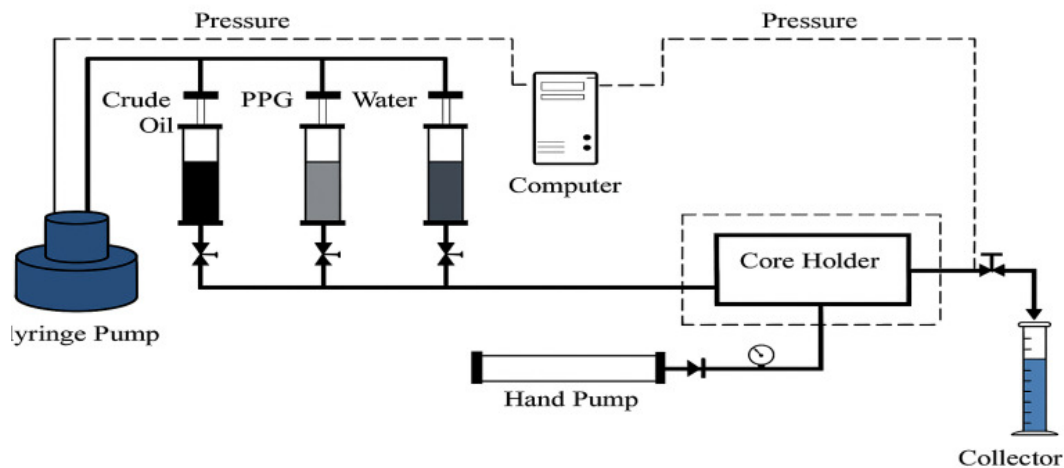 Pressure
Pressure
Crude
Oil
PPG
Water
Computer
Core Holder
yringe Pump
Hand Pump
Collector